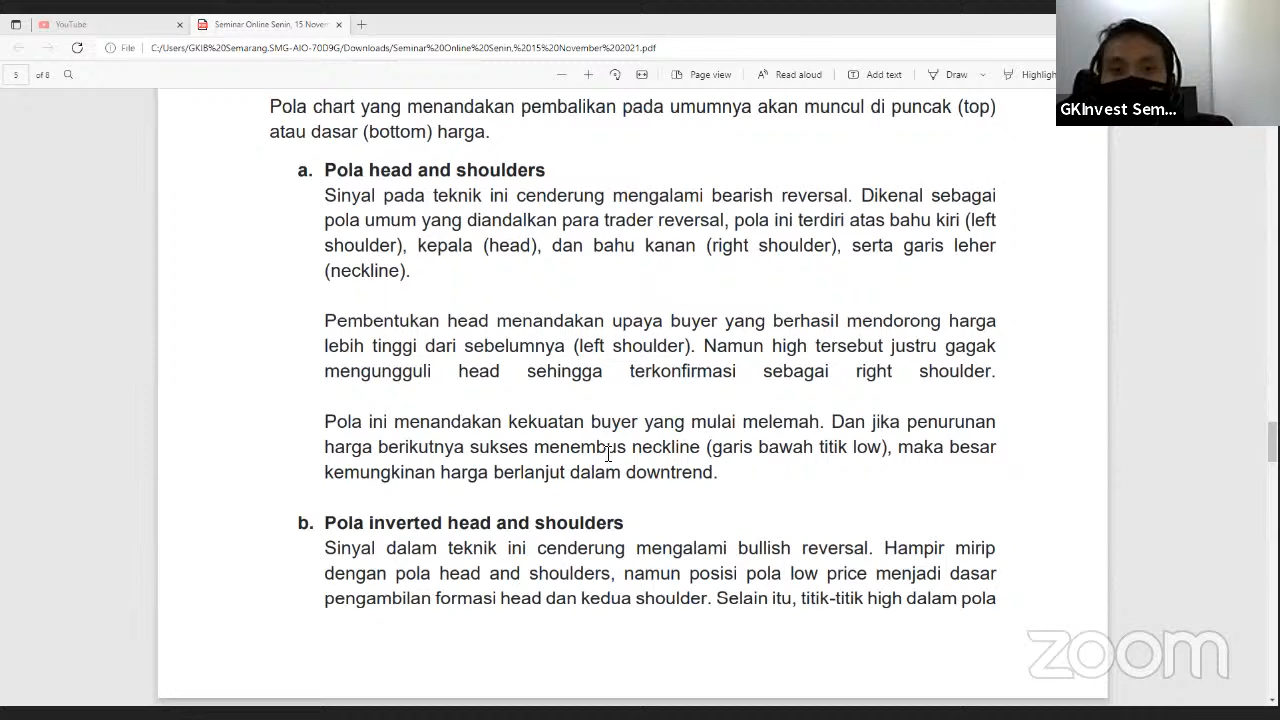 YouTube
Seminar Online Senin, 15 Novem
File
C:/Users/GKIB%20Semarang.SMG-AIO-70D9G/Downloads/Seminar%20Online%20Senin,%2015%20November%202021.pdf
5 of 8
Page view
Read aloud
Add text
Draw
Highligh
GKInvest Sem...
Pola chart yang menandakan pembalikan pada umumnya akan muncul di puncak (top)
atau dasar (bottom) harga.
a. Pola head and shoulders
Sinyal pada teknik ini cenderung mengalami bearish reversal. Dikenal sebagai
pola umum yang diandalkan para trader reversal, pola ini terdiri atas bahu kiri (left
shoulder), kepala (head), dan bahu kanan (right shoulder), serta garis leher
(neckline).
Pembentukan head menandakan upaya buyer yang berhasil mendorong harga
lebih tinggi dari sebelumnya (left shoulder). Namun high tersebut justru gagak
mengungguli head sehingga terkonfirmasi sebagai right shoulder.
Pola ini menandakan kekuatan buyer yang mulai melemah. Dan jika penurunan
harga berikutnya sukses menembus neckline (garis bawah titik low), maka besar
kemungkinan harga berlanjut dalam downtrend.
b. Pola inverted head and shoulders
Sinyal dalam teknik ini cenderung mengalami bullish reversal. Hampir mirip
dengan pola head and shoulders, namun posisi pola low price menjadi dasar
pengambilan formasi head dan kedua shoulder. Selain itu, titik-titik high dalam pola
zoom